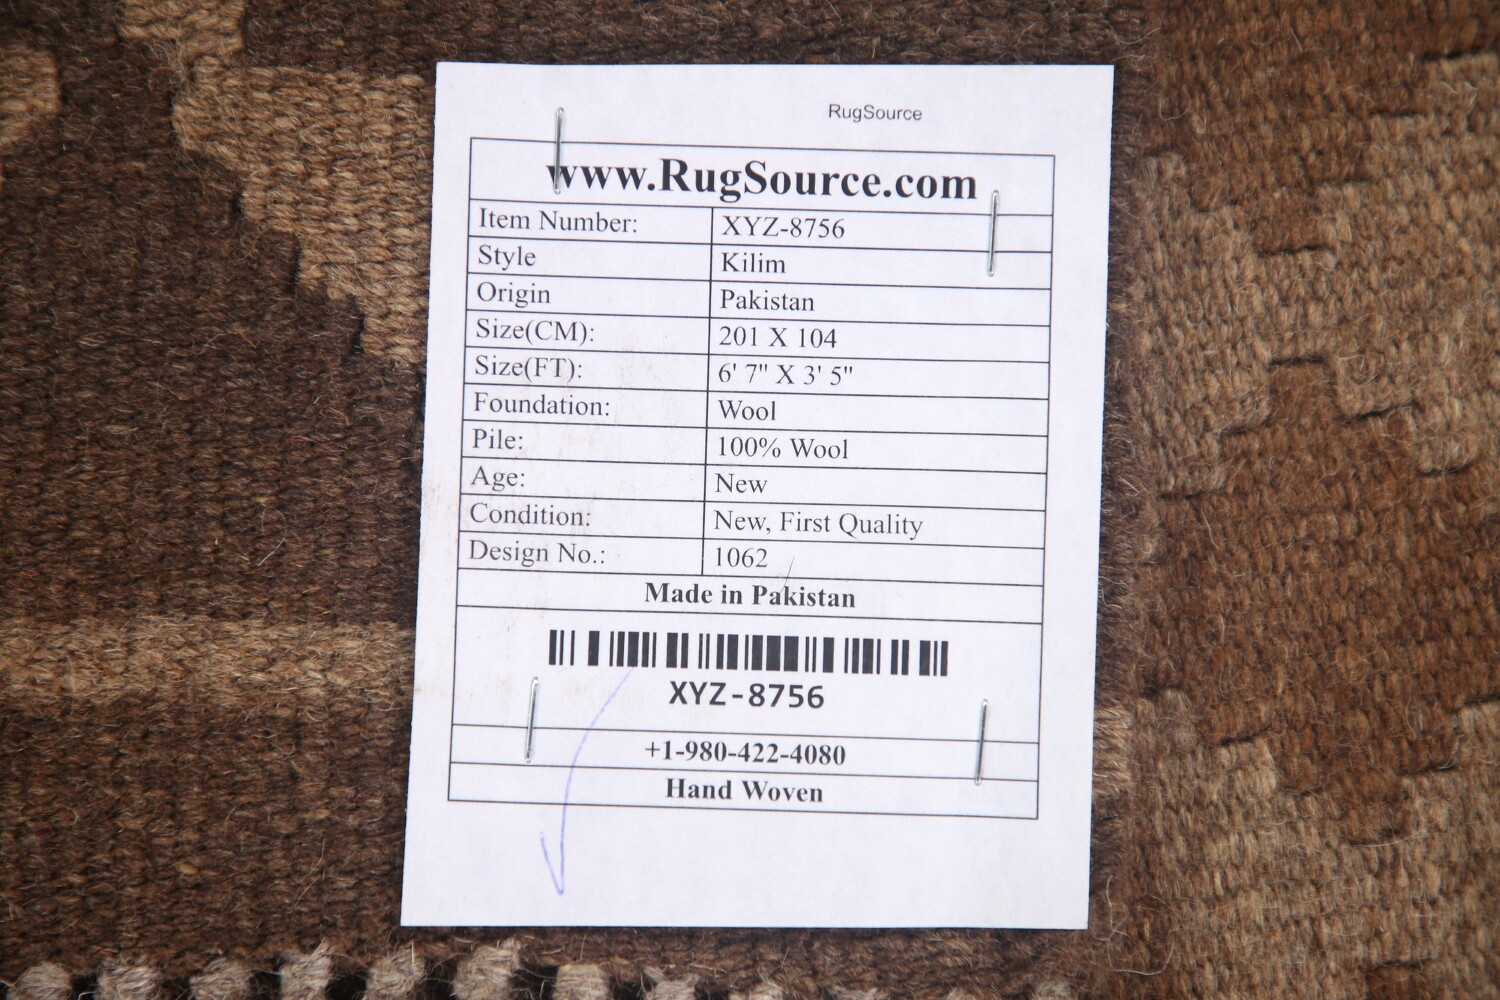 RugSource
www.RugSource.com
Item Number: XYZ-8756
Style Kilim
Origin Pakistan
Size(CM): 201 X 104
Size(FT): 6' 7" X 3' 5"
Foundation: Wool
Pile: 100% Wool
Age: New
Condition: New, First Quality
Design No.: 1062
Made in Pakistan
XYZ-8756
+1-980-422-4080
Hand Woven